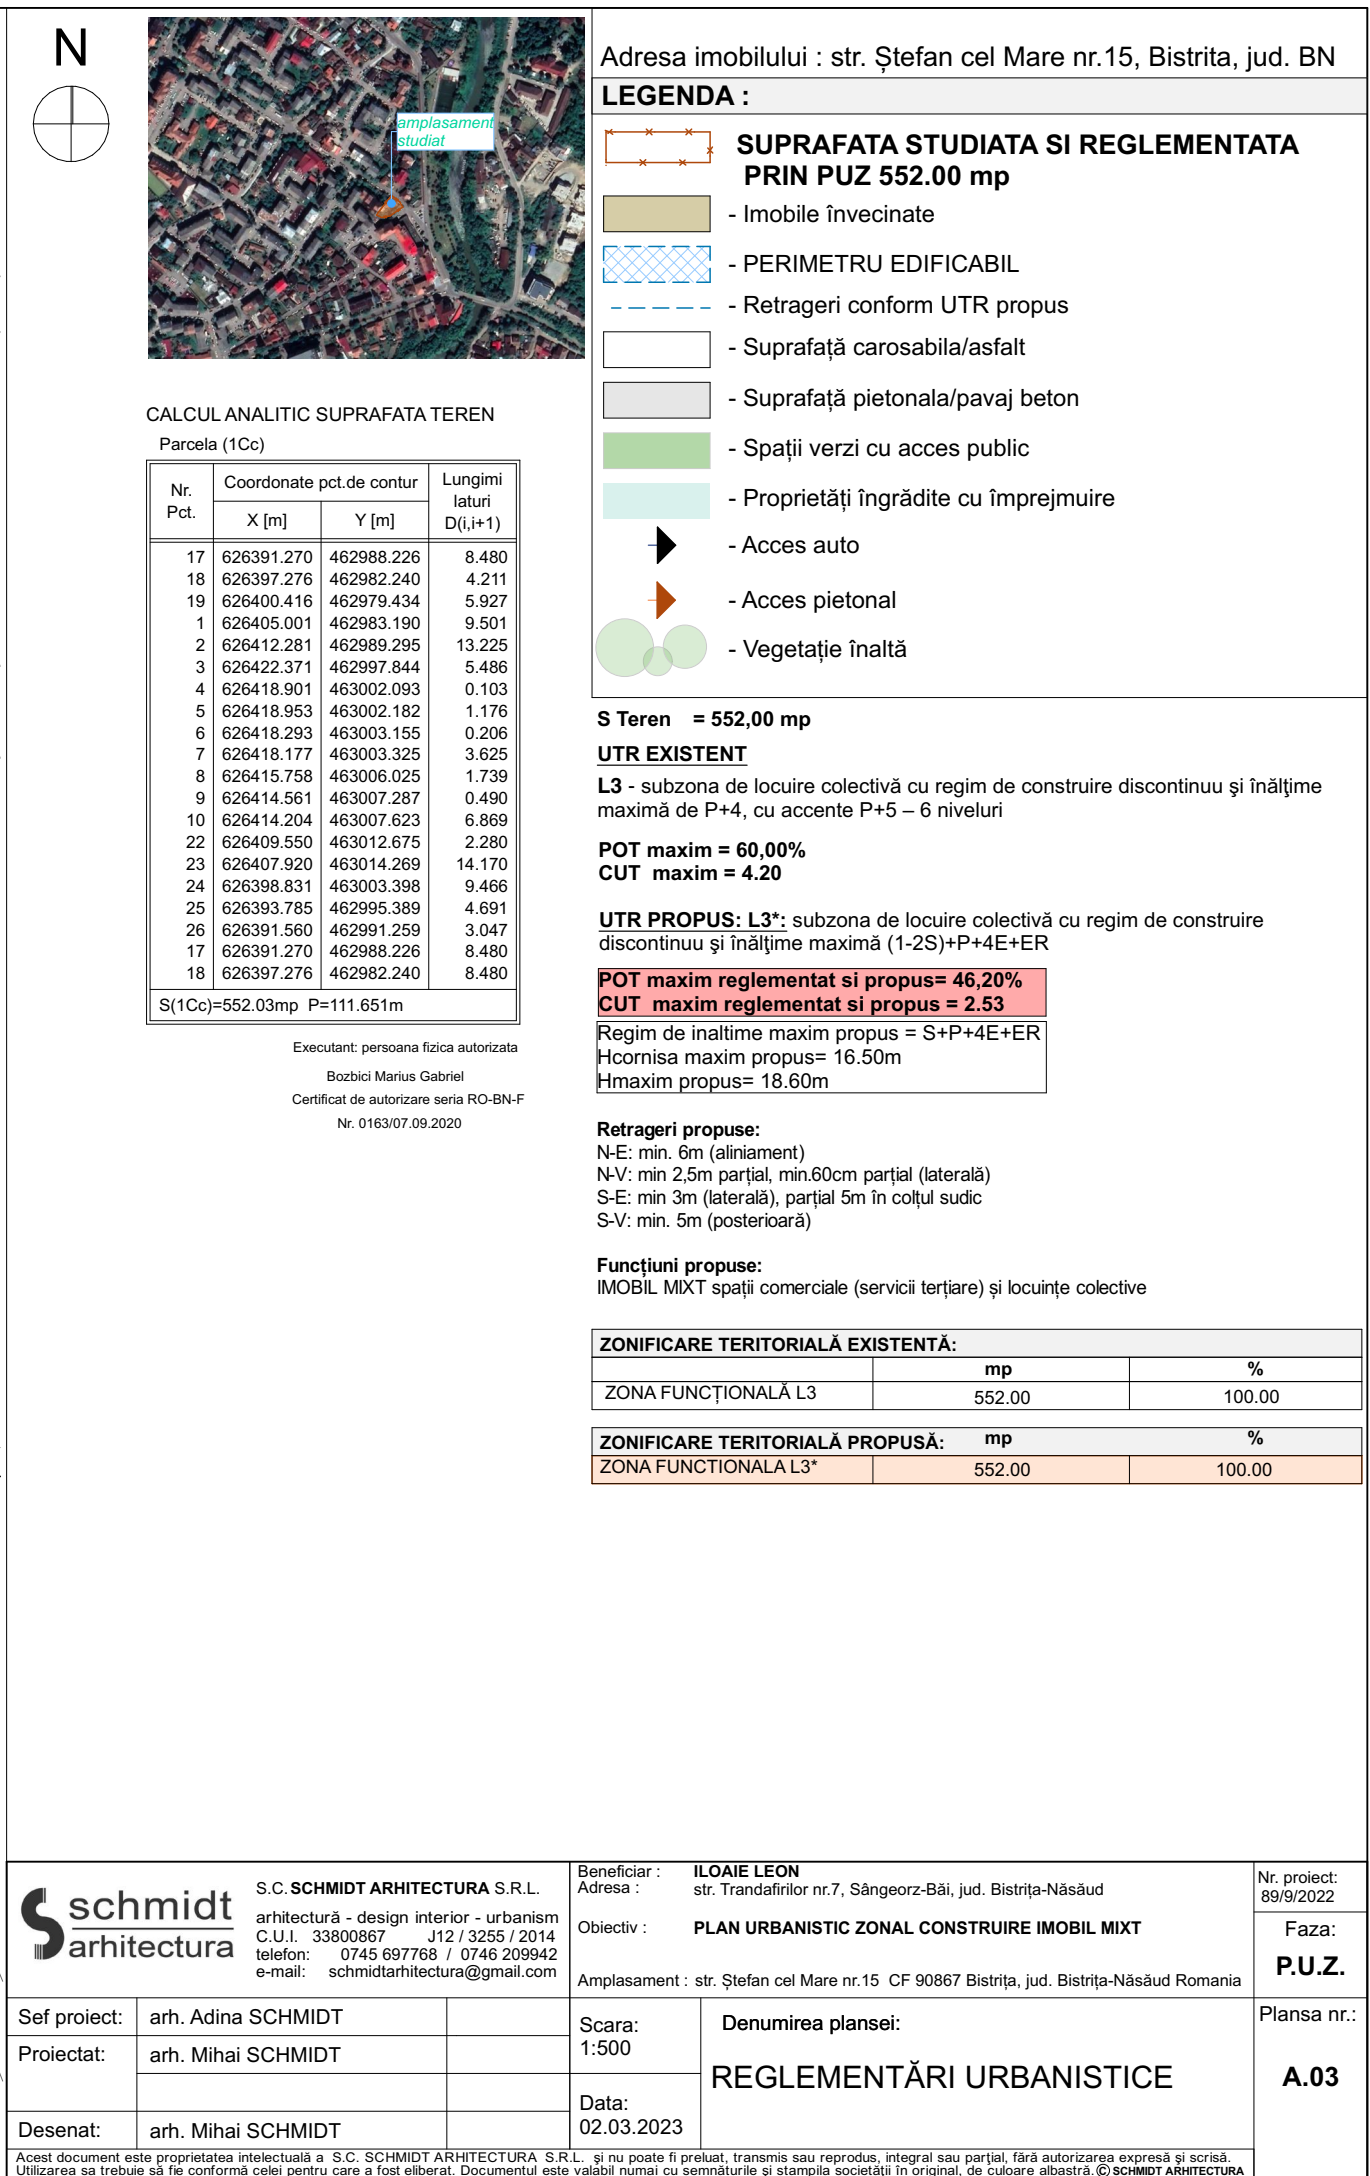 N
amplasament
studiat
Adresa imobilului : str. Ștefan cel Mare nr.15, Bistrita, jud. BN
LEGENDA :
SUPRAFATA STUDIATA SI REGLEMENTATA
PRIN PUZ 552.00 mp
- Imobile învecinate
- PERIMETRU EDIFICABIL
- Retrageri conform UTR propus
- Suprafață carosabila/asfalt
- Suprafață pietonala/pavaj beton
- Spații verzi cu acces public
- Proprietăți îngrădite cu împrejmuire
- Acces auto
- Acces pietonal
- Vegetație înaltă
CALCUL ANALITIC SUPRAFATA TEREN
Parcela (1Cc)
Nr. Pct. Coordonate pct.de contur Lungimi laturi D(i,i+1)
X [m] Y [m]
17 626391.270 462988.226 8.480
18 626397.276 462982.240 4.211
19 626400.416 462979.434 5.927
1 626405.001 462983.190 9.501
2 626412.281 462989.295 13.225
3 626422.371 462997.844 5.486
4 626418.901 463002.093 0.103
5 626418.953 463002.182 1.176
6 626418.293 463003.155 0.206
7 626418.177 463003.325 3.625
8 626415.758 463006.025 1.739
9 626414.561 463007.287 0.490
10 626414.204 463007.623 6.869
22 626409.550 463012.675 2.280
23 626407.920 463014.269 14.170
24 626398.831 463003.398 9.466
25 626393.785 462995.389 4.691
26 626391.560 462991.259 3.047
17 626391.270 462988.226 8.480
18 626397.276 462982.240 8.480
S(1Cc)=552.03mp P=111.651m
Executant: persoana fizica autorizata
Bozbici Marius Gabriel
Certificat de autorizare seria RO-BN-F
Nr. 0163/07.09.2020
S Teren = 552,00 mp
UTR EXISTENT
L3 - subzona de locuire colectivă cu regim de construire discontinuu şi înălţime
maximă de P+4, cu accente P+5 – 6 niveluri
POT maxim = 60,00%
CUT maxim = 4.20
UTR PROPUS: L3*: subzona de locuire colectivă cu regim de construire
discontinuu şi înălţime maximă (1-2S)+P+4E+ER
POT maxim reglementat si propus= 46,20%
CUT maxim reglementat si propus = 2.53
Regim de inaltime maxim propus = S+P+4E+ER
Hcornisa maxim propus= 16.50m
Hmaxim propus= 18.60m
Retrageri propuse:
N-E: min. 6m (aliniament)
N-V: min 2,5m parțial, min.60cm parțial (laterală)
S-E: min 3m (laterală), parțial 5m în colțul sudic
S-V: min. 5m (posterioară)
Funcțiuni propuse:
IMOBIL MIXT spații comerciale (servicii terțiare) și locuințe colective
ZONIFICARE TERITORIALĂ EXISTENTĂ:
mp %
ZONA FUNCȚIONALĂ L3 552.00 100.00
ZONIFICARE TERITORIALĂ PROPUSĂ: mp %
ZONA FUNCTIONALA L3* 552.00 100.00
schmidt
arhitectura
S.C. SCHMIDT ARHITECTURA S.R.L.
arhitectură - design interior - urbanism
C.U.I. 33800867 J12 / 3255 / 2014
telefon: 0745 697768 / 0746 209942
e-mail: schmidtarhitectura@gmail.com
Beneficiar : ILOAIE LEON
Adresa : str. Trandafirilor nr.7, Sângeorz-Băi, jud. Bistrița-Năsăud
Obiectiv : PLAN URBANISTIC ZONAL CONSTRUIRE IMOBIL MIXT
Amplasament : str. Ștefan cel Mare nr.15 CF 90867 Bistrița, jud. Bistrița-Năsăud Romania
Nr. proiect:
89/9/2022
Faza:
P.U.Z.
Sef proiect: arh. Adina SCHMIDT
Proiectat: arh. Mihai SCHMIDT
Desenat: arh. Mihai SCHMIDT
Scara:
1:500
Data:
02.03.2023
Denumirea plansei:
REGLEMENTĂRI URBANISTICE
Plansa nr.:
A.03
Acest document este proprietatea intelectuală a S.C. SCHMIDT ARHITECTURA S.R.L. şi nu poate fi preluat, transmis sau reprodus, integral sau parţial, fără autorizarea expresă şi scrisă.
Utilizarea sa trebuie să fie conformă celei pentru care a fost eliberat. Documentul este valabil numai cu semnăturile şi stampila societăţii în original, de culoare albastră. © SCHMIDT ARHITECTURA